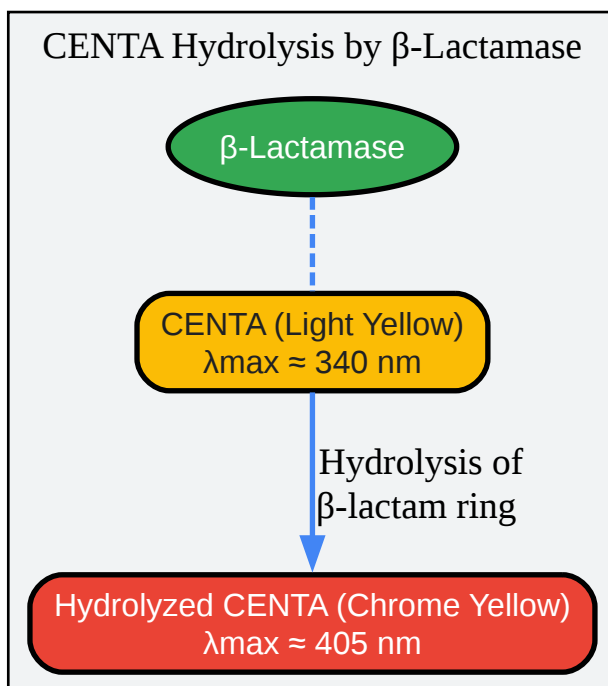 CENTA Hydrolysis by β-Lactamase
β-Lactamase
CENTA (Light Yellow)
λmax ≈ 340 nm
Hydrolysis of
β-lactam ring
Hydrolyzed CENTA (Chrome Yellow)
λmax ≈ 405 nm